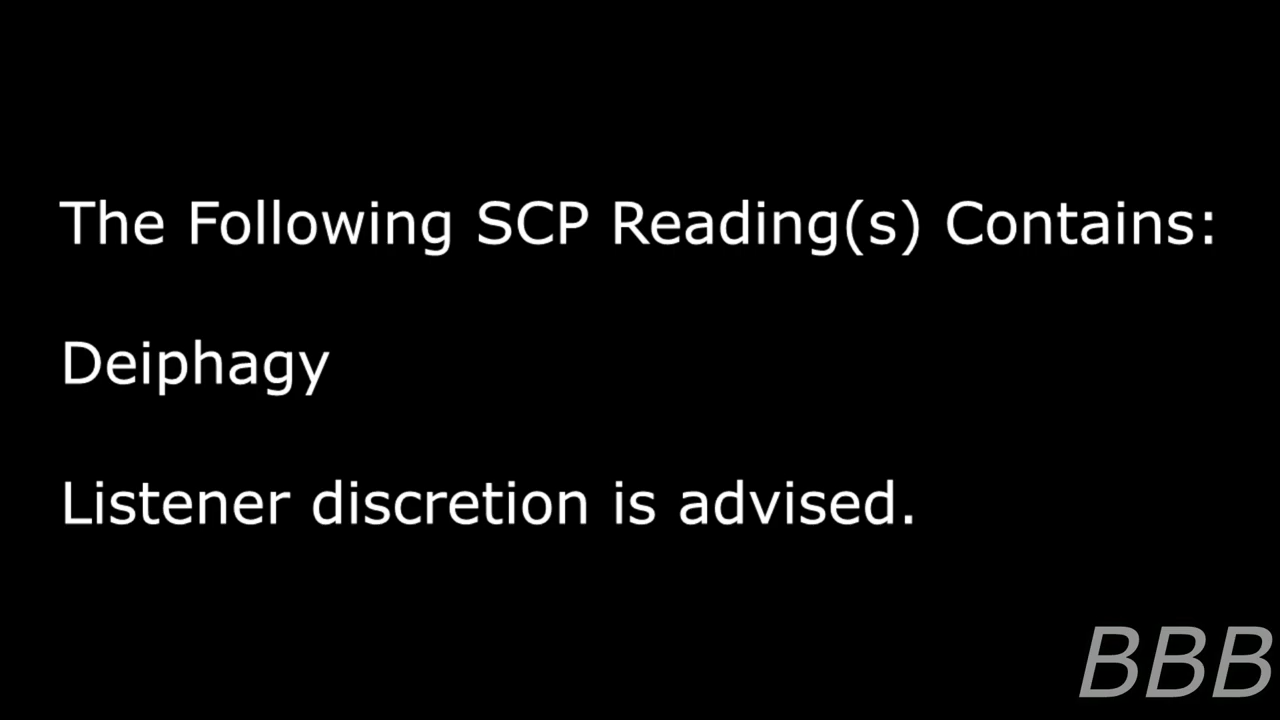 The Following SCP Reading(s) Contains:
Deiphagy
Listener discretion is advised.
BBB